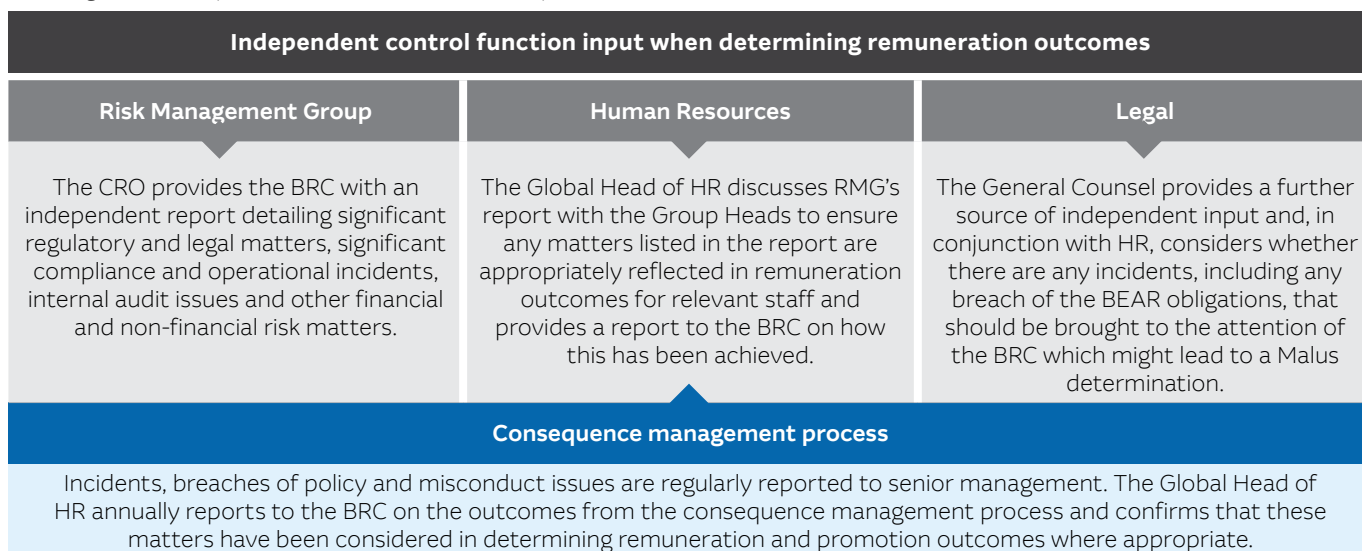 Independent control function input when determining remuneration outcomes
Risk Management Group
The CRO provides the BRC with an
independent report detailing significant
regulatory and legal matters, significant
compliance and operational incidents,
internal audit issues and other financial
and non-financial risk matters.
Human Resources
The Global Head of HR discusses RMG’s
report with the Group Heads to ensure
any matters listed in the report are
appropriately reflected in remuneration
outcomes for relevant staff and
provides a report to the BRC on how
this has been achieved.
Legal
The General Counsel provides a further
source of independent input and, in
conjunction with HR, considers whether
there are any incidents, including any
breach of the BEAR obligations, that
should be brought to the attention of
the BRC which might lead to a Malus
determination.
Consequence management process
Incidents, breaches of policy and misconduct issues are regularly reported to senior management. The Global Head of
HR annually reports to the BRC on the outcomes from the consequence management process and confirms that these
matters have been considered in determining remuneration and promotion outcomes where appropriate.